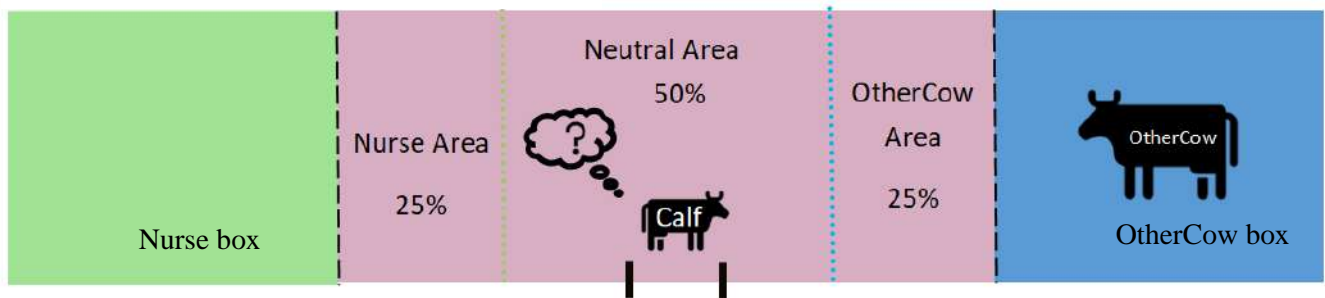 Nurse box
Nurse Area
25%
Neutral Area
50%
?
Calf
OtherCow
Area
25%
OtherCow
OtherCow box